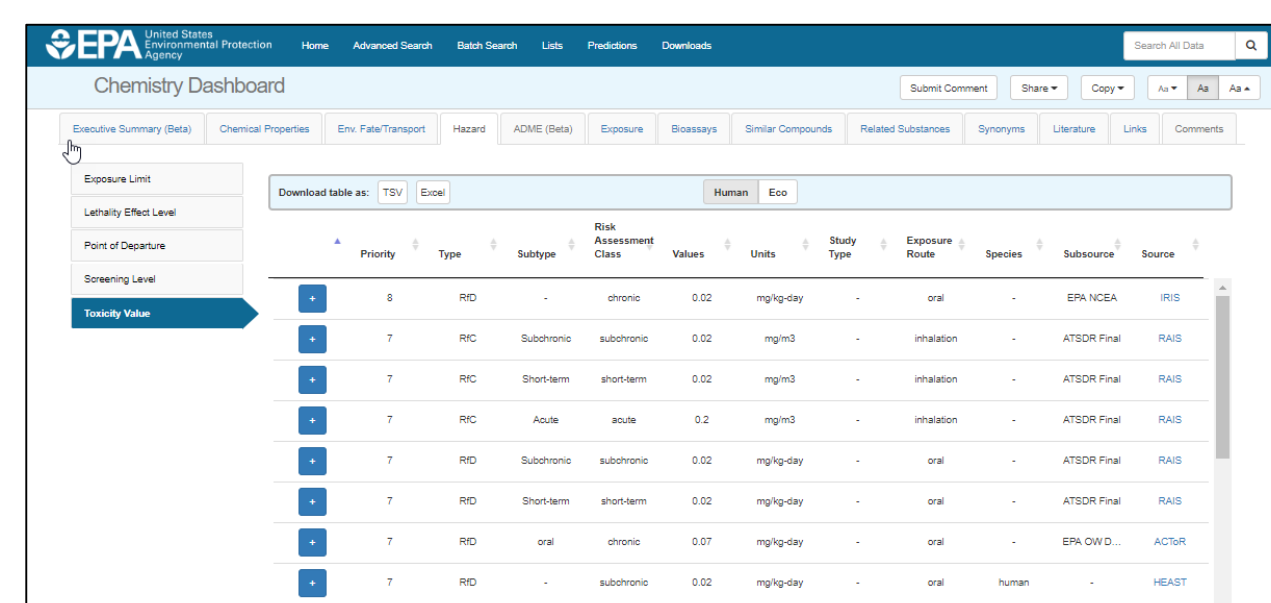 EPA United States
Environmental Protection
Agency
Home Advanced Search Batch Search Lists Predictions Downloads
Search All Data
Chemistry Dashboard
Submit Comment Share Copy Aa Aa Aa
Executive Summary (Beta) Chemical Properties Env. Fate/Transport Hazard ADME (Beta) Exposure Bioassays Similar Compounds Related Substances Synonyms Literature Links Comments
Exposure Limit
Lethality Effect Level
Point of Departure
Screening Level
Toxicity Value
Download table as: TSV Excel Human Eco
Priority Type Subtype Risk Assessment Class Values Units Study Type Exposure Route Species Subsource Source
+ 8 RfD - chronic 0.02 mg/kg-day - oral - EPA NCEA IRIS
+ 7 RfC Subchronic subchronic 0.02 mg/m3 - inhalation - ATSDR Final RAIS
+ 7 RfC Short-term short-term 0.02 mg/m3 - inhalation - ATSDR Final RAIS
+ 7 RfC Acute acute 0.2 mg/m3 - inhalation - ATSDR Final RAIS
+ 7 RfD Subchronic subchronic 0.02 mg/kg-day - oral - ATSDR Final RAIS
+ 7 RfD Short-term short-term 0.02 mg/kg-day - oral - ATSDR Final RAIS
+ 7 RfD oral chronic 0.07 mg/kg-day - oral - EPA OW D... ACToR
+ 7 RfD - subchronic 0.02 mg/kg-day - oral human - HEAST